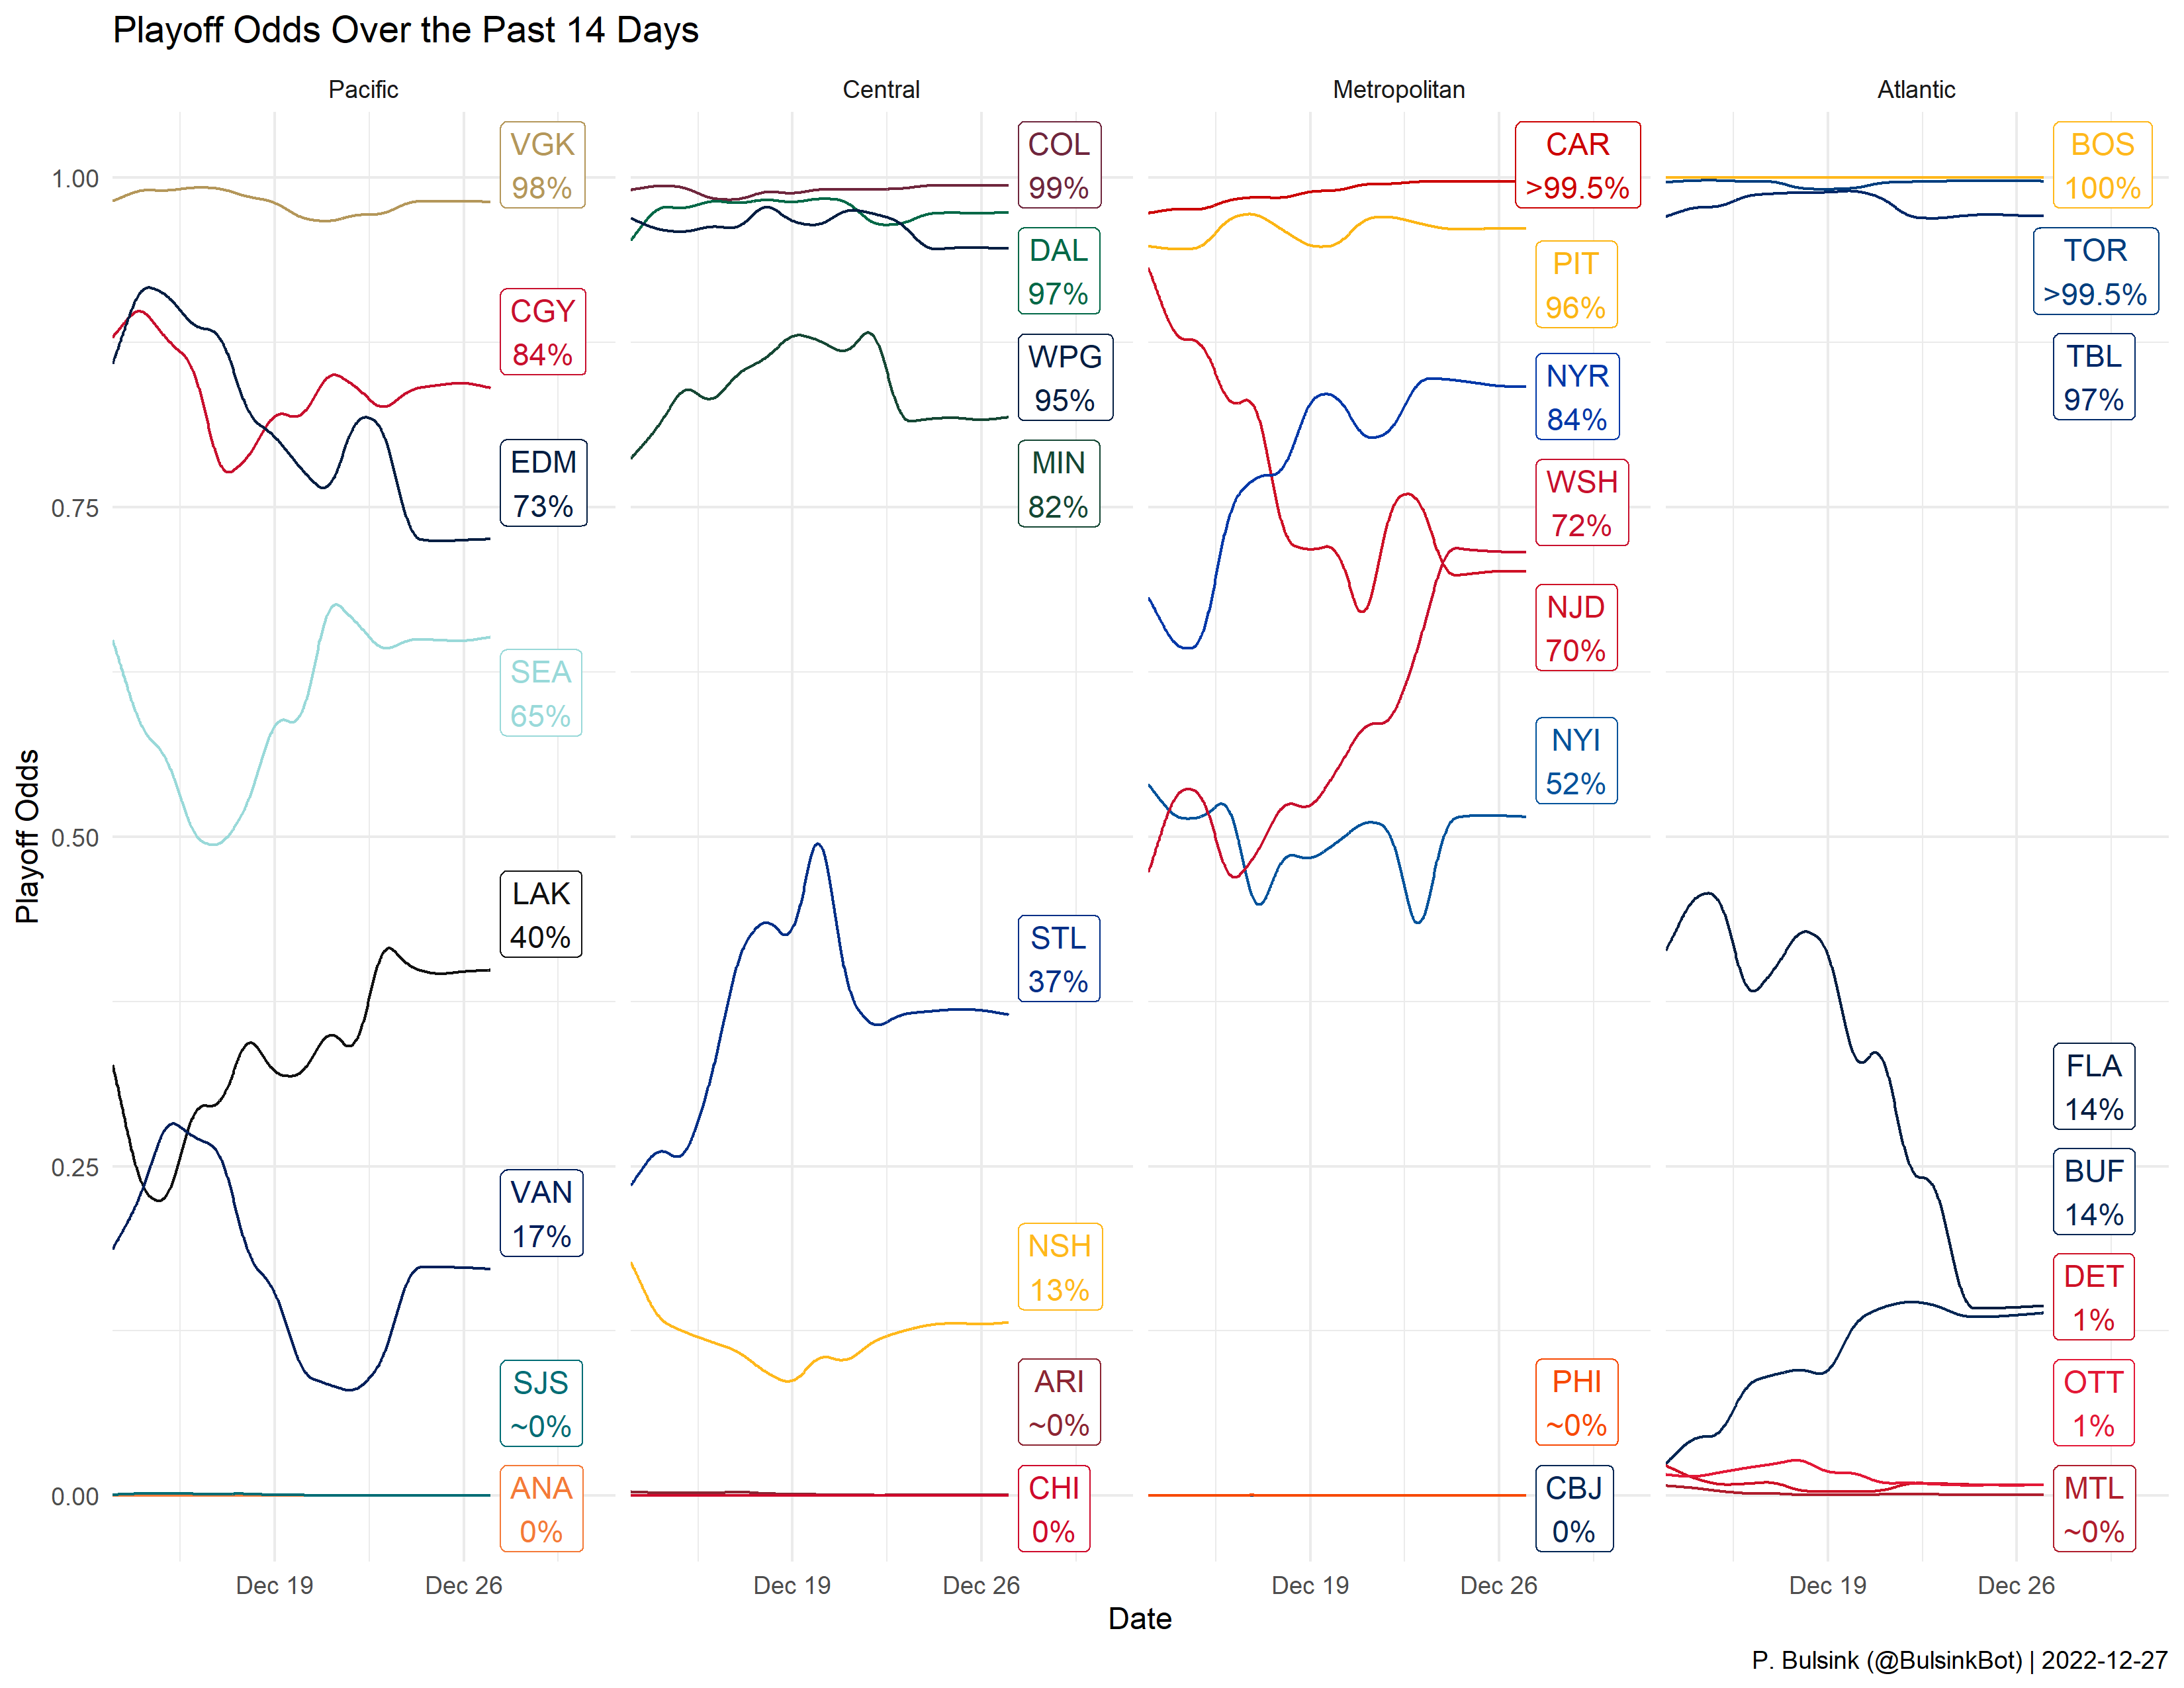 Playoff Odds Over the Past 14 Days
Pacific
Central
Metropolitan
Atlantic
Playoff Odds
1.00
0.75
0.50
0.25
0.00
VGK
98%
CGY
84%
EDM
73%
SEA
65%
LAK
40%
VAN
17%
SJS
~0%
ANA
0%
COL
99%
DAL
97%
WPG
95%
MIN
82%
STL
37%
NSH
13%
ARI
~0%
CHI
0%
CAR
>99.5%
PIT
96%
NYR
84%
WSH
72%
NJD
70%
NYI
52%
PHI
~0%
CBJ
0%
BOS
100%
TOR
>99.5%
TBL
97%
FLA
14%
BUF
14%
DET
1%
OTT
1%
MTL
~0%
Dec 19
Dec 26
Dec 19
Dec 26
Dec 19
Dec 26
Dec 19
Dec 26
Date
P. Bulsink (@BulsinkBot) | 2022-12-27